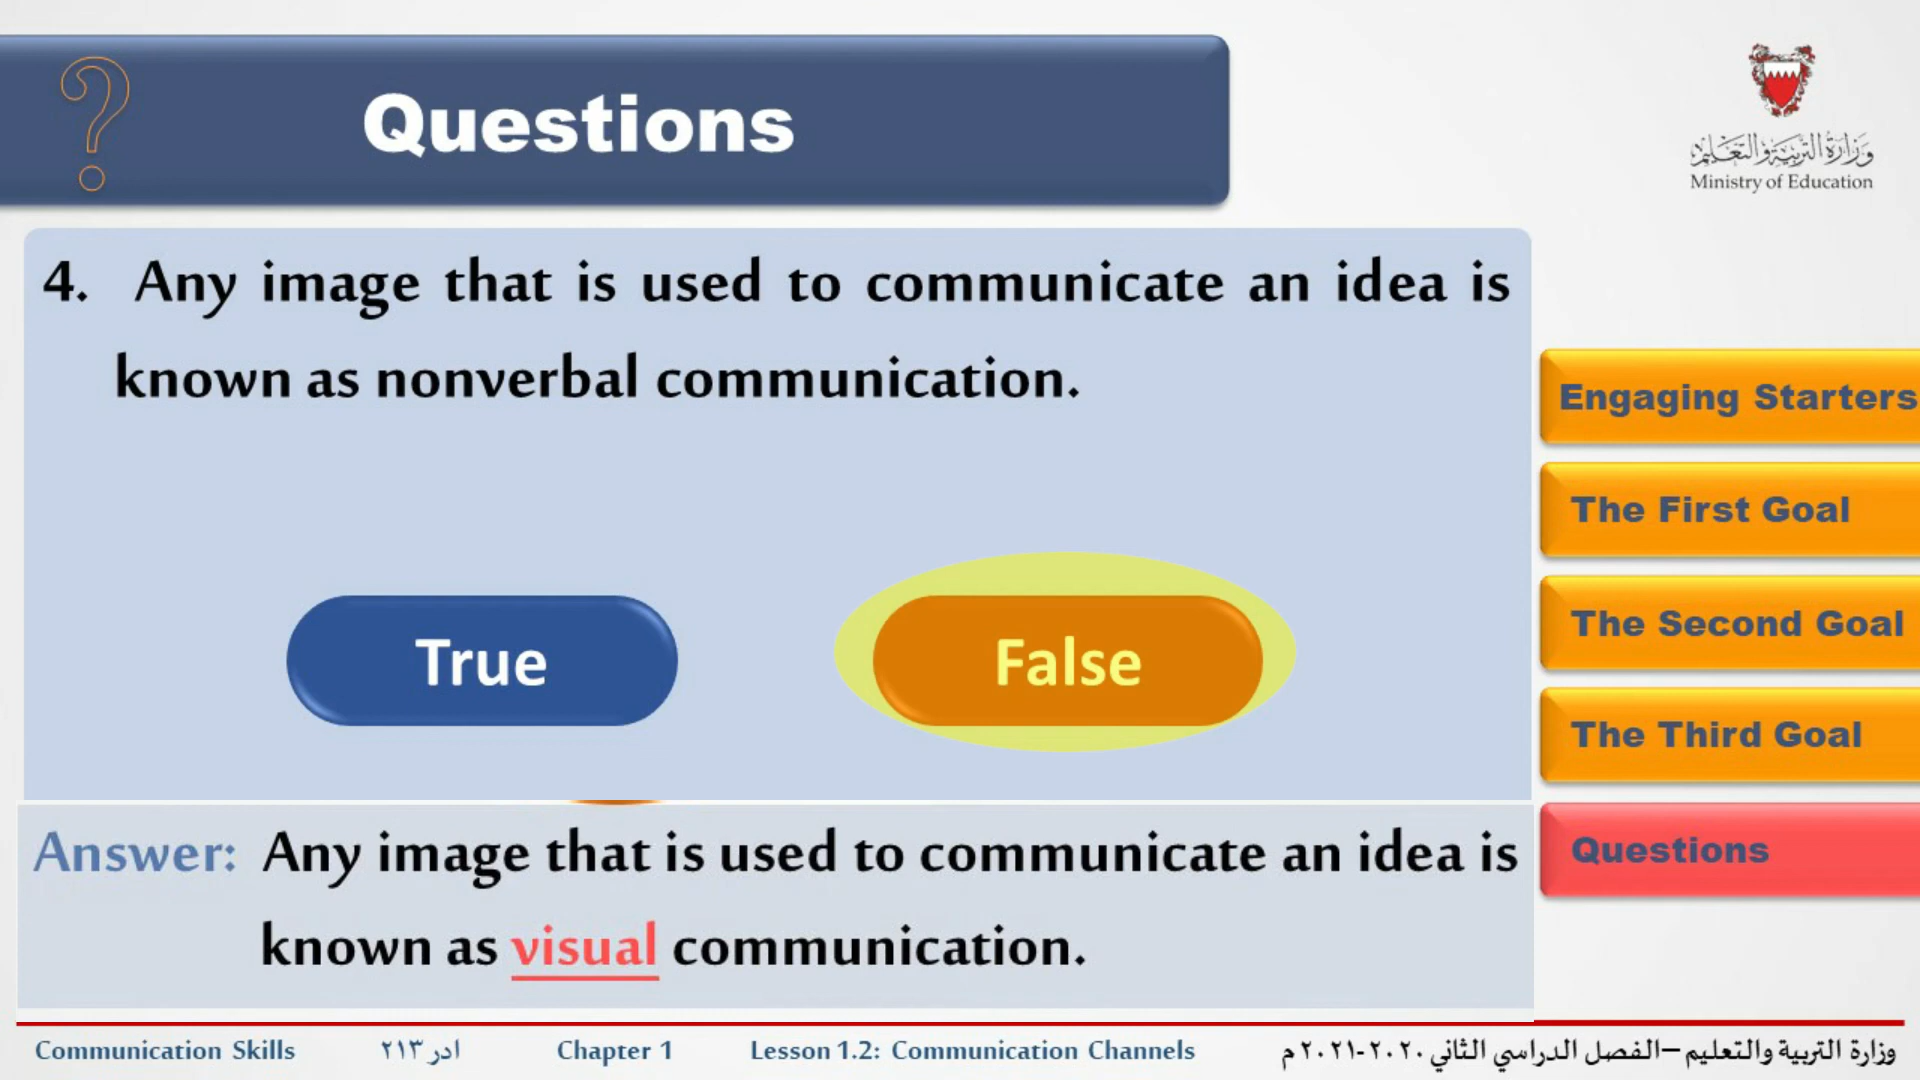 ?
Questions
وزارة التربية والتعليم
Ministry of Education
4. Any image that is used to communicate an idea is
known as nonverbal communication.
True
False
Answer: Any image that is used to communicate an idea is
known as visual communication.
Engaging Starters
The First Goal
The Second Goal
The Third Goal
Questions
Communication Skills
ادر ٢١٣
Chapter 1
Lesson 1.2: Communication Channels
وزارة التربية والتعليم –الفصل الدراسي الثاني ٢٠٢٠-٢٠٢١ م